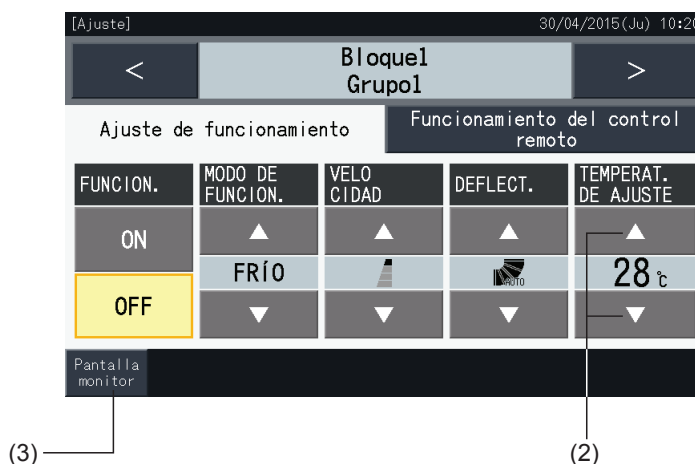 [Ajuste] 30/04/2015(Ju) 10:20
< Bloque1 >
Grupo1
Ajuste de funcionamiento
Funcionamiento del control
remoto
FUNCION.
MODO DE
FUNCION.
VELO
CIDAD
DEFLECT.
TEMPERAT.
DE AJUSTE
ON
FRÍO
AUTO
28 ℃
OFF
Pantalla
monitor
(3) (2)